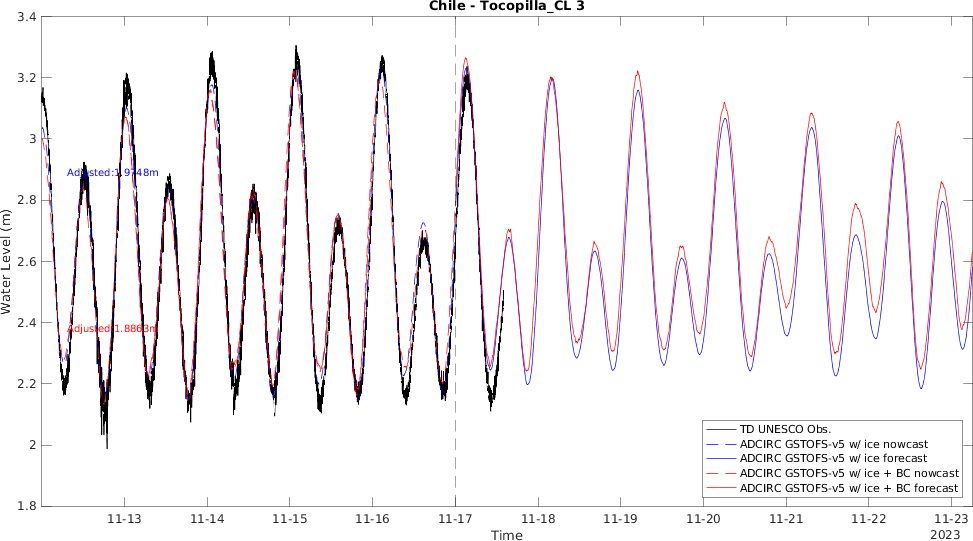 Chile - Tocopilla_CL 3
3.4
3.2
3
2.8
2.6
2.4
2.2
2
1.8
Water Level (m)
Adjusted:1.9748m
Adjusted:1.8863m
TD UNESCO Obs.
ADCIRC GSTOFS-v5 w/ ice nowcast
ADCIRC GSTOFS-v5 w/ ice forecast
ADCIRC GSTOFS-v5 w/ ice + BC nowcast
ADCIRC GSTOFS-v5 w/ ice + BC forecast
11-13 11-14 11-15 11-16 11-17 11-18 11-19 11-20 11-21 11-22 11-23
Time
2023